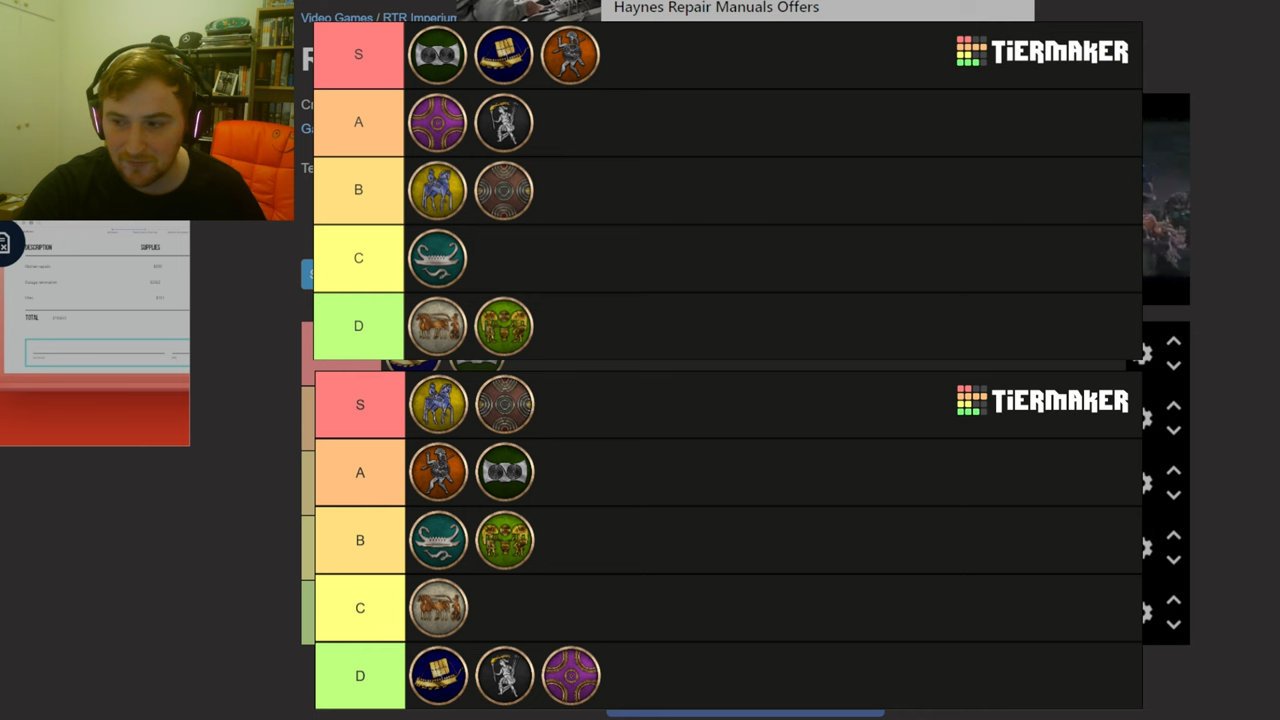 Haynes Repair Manuals Offers
Video Games / RTR Imperium
S
TiERMAKER
A
B
C
D
DESCRIPTION SUPPLIES
TOTAL
S
TiERMAKER
A
B
C
D